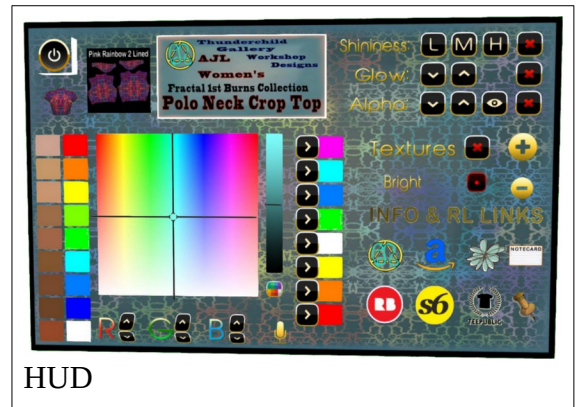 Pink Rainbow 2 Lined
Thunderchild
Gallery
AJL Workshop
Designs
Women's
Fractal 1st Burns Collection
Polo Neck Crop Top
Shininess: L M H
Glow:
Alpha:
Textures
Bright
INFO & RL LINKS
a
NOTECARD
RB
s6
TEEPUBLIC
R G B
HUD